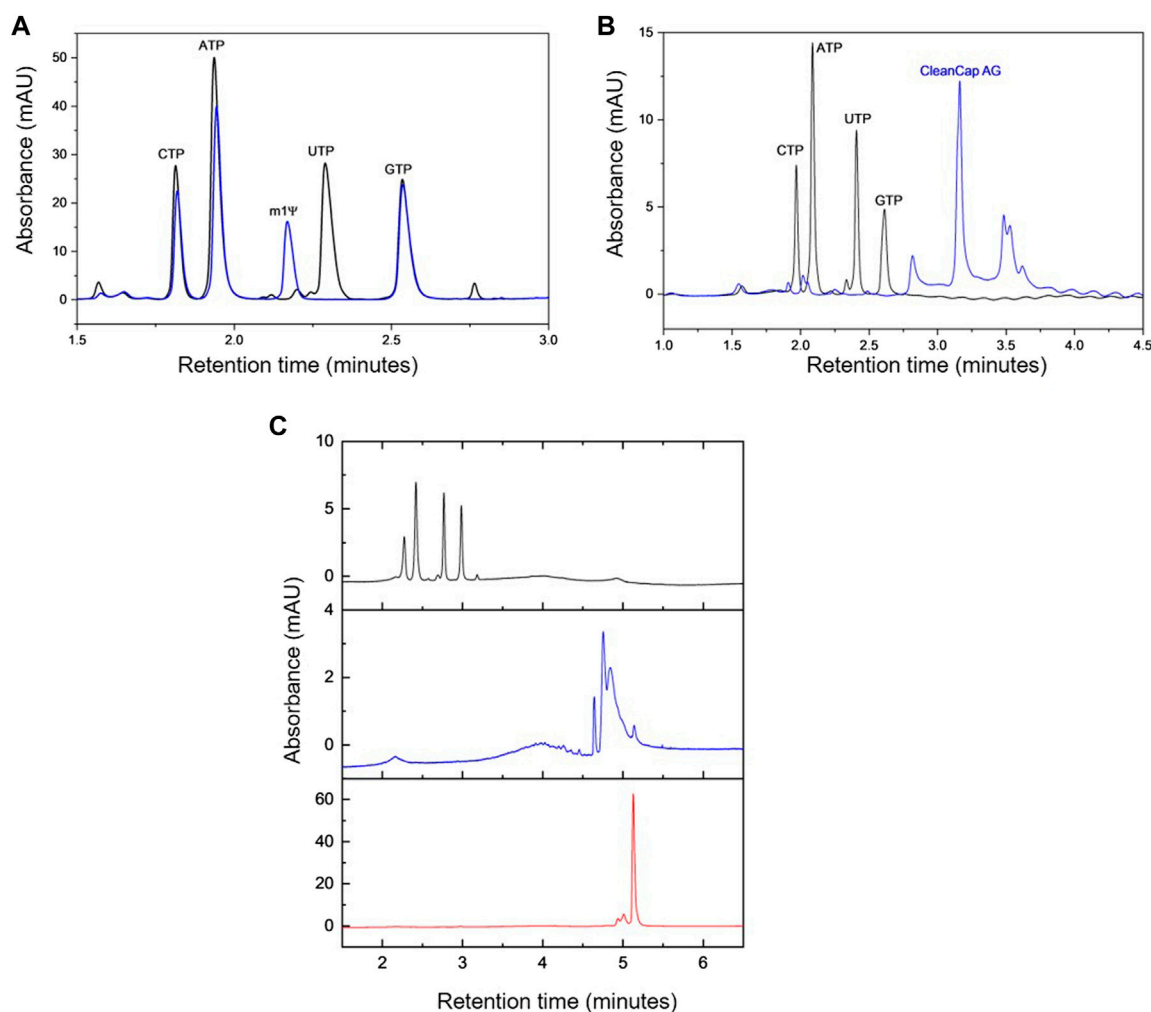 A
ATP
CTP
UTP
GTP
m1Ψ
Absorbance (mAU)
50
40
30
20
10
0
1.5 2.0 2.5 3.0
Retention time (minutes)
B
ATP
CleanCap AG
UTP
CTP
GTP
Absorbance (mAU)
15
10
5
0
-2
1.0 1.5 2.0 2.5 3.0 3.5 4.0 4.5
Retention time (minutes)
C
Absorbance (mAU)
10
5
0
4
2
0
60
40
20
0
2 3 4 5 6
Retention time (minutes)